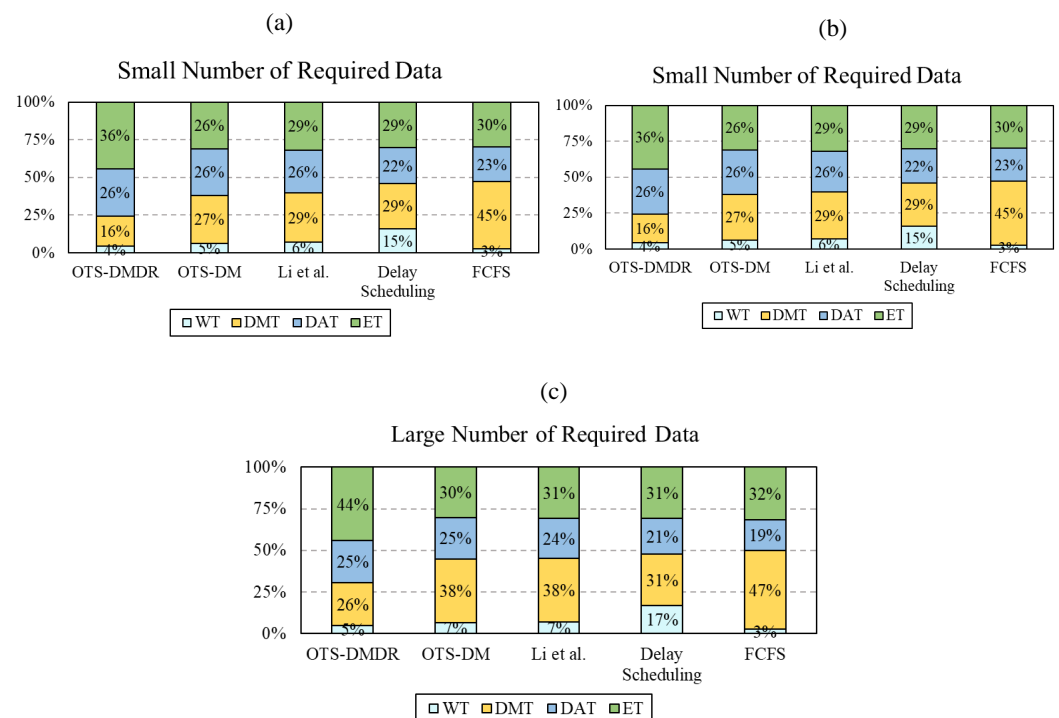 (a)
Small Number of Required Data
100%
75%
50%
25%
0%
36% 26% 29% 29% 30%
26% 26% 26% 22% 23%
16% 27% 29% 29% 45%
4% 5% 6% 15% 3%
OTS-DMDR OTS-DM Li et al. Delay Scheduling FCFS
WT DMT DAT ET
(b)
Small Number of Required Data
100%
75%
50%
25%
0%
36% 26% 29% 29% 30%
26% 26% 26% 22% 23%
16% 27% 29% 29% 45%
4% 5% 6% 15% 3%
OTS-DMDR OTS-DM Li et al. Delay Scheduling FCFS
WT DMT DAT ET
(c)
Large Number of Required Data
100%
75%
50%
25%
0%
44% 30% 31% 31% 32%
25% 25% 24% 21% 19%
26% 38% 38% 31% 47%
5% 7% 7% 17% 3%
OTS-DMDR OTS-DM Li et al. Delay Scheduling FCFS
WT DMT DAT ET